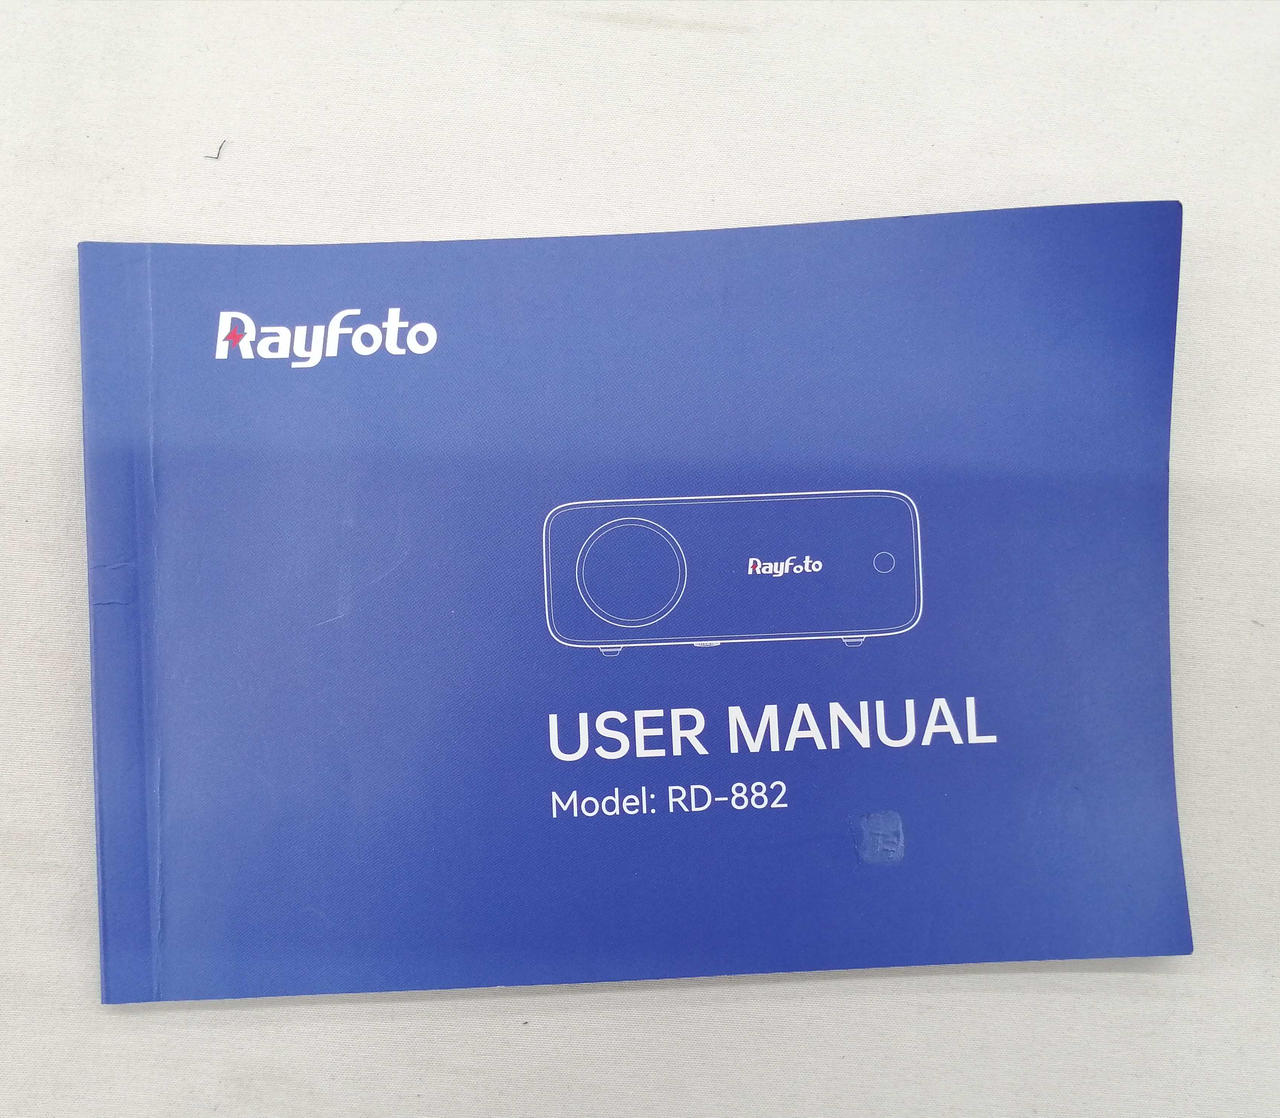 Rayfoto
Rayfoto
USER MANUAL
Model: RD-882